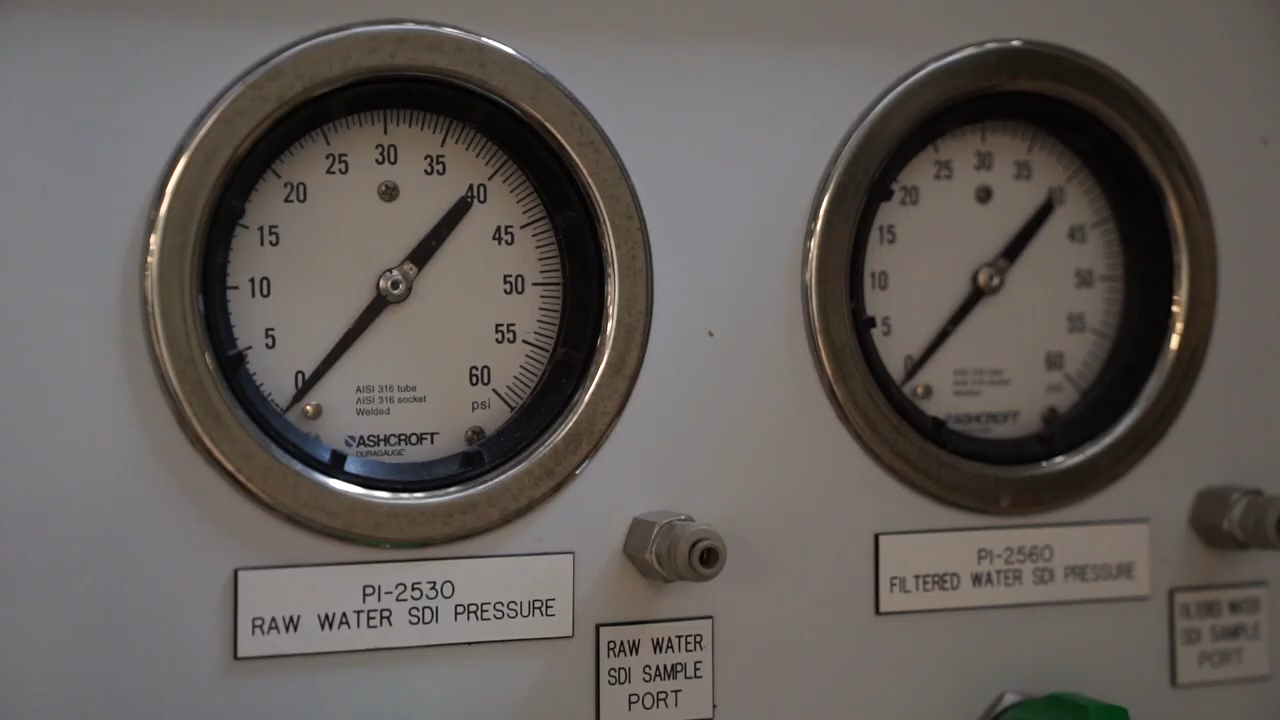 30
25
35
20
40
15
45
10
50
5
55
0
60
psi
AISI 316 tube
AISI 316 socket
Welded
ASHCROFT
DURAGAUGE
PI-2530
RAW WATER SDI PRESSURE
RAW WATER
SDI SAMPLE
PORT
30
25
35
20
40
15
45
10
50
5
55
0
60
psi
ASHCROFT
PI-2560
FILTERED WATER SDI PRESSURE
FILTERED WATER
SDI SAMPLE
PORT